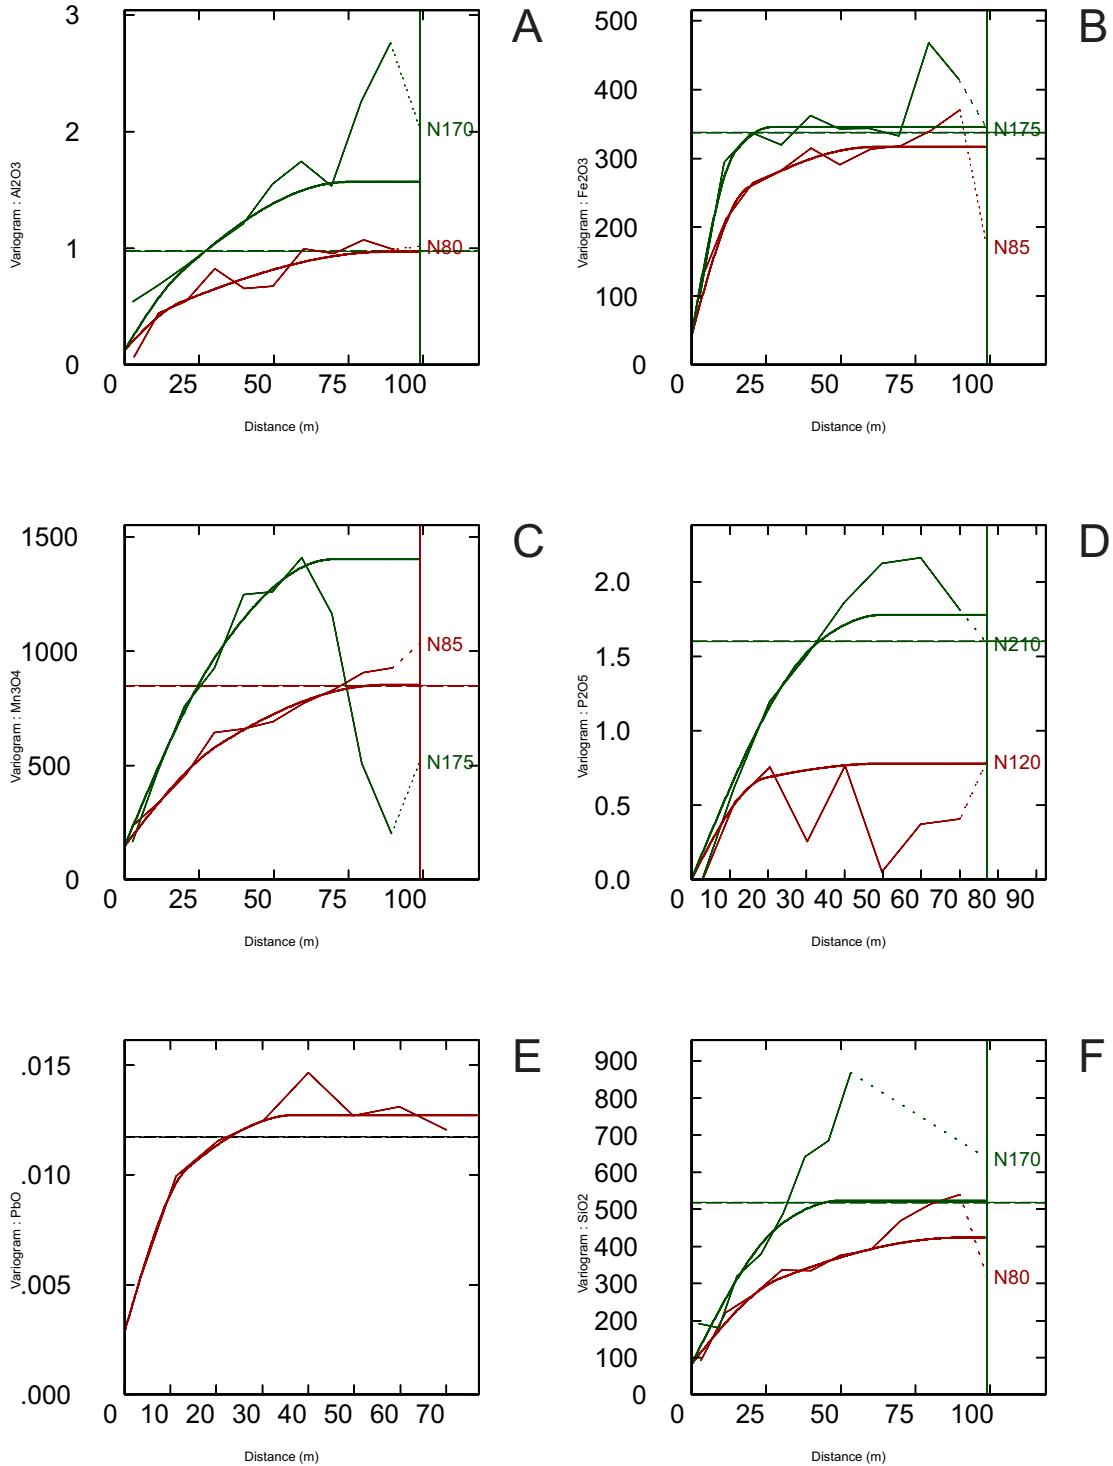 A
3
2
1
0
Variogram : Al2O3
N170
N80
0 25 50 75 100
Distance (m)
B
500
400
300
200
100
0
Variogram : Fe2O3
N175
N85
0 25 50 75 100
Distance (m)
C
1500
1000
500
0
Variogram : Mn3O4
N85
N175
0 25 50 75 100
Distance (m)
D
2.0
1.5
1.0
0.5
0.0
Variogram : P2O5
N210
N120
0 10 20 30 40 50 60 70 80 90
Distance (m)
E
.015
.010
.005
.000
Variogram : PbO
0 10 20 30 40 50 60 70
Distance (m)
F
900
800
700
600
500
400
300
200
100
0
Variogram : SiO2
N170
N80
0 25 50 75 100
Distance (m)